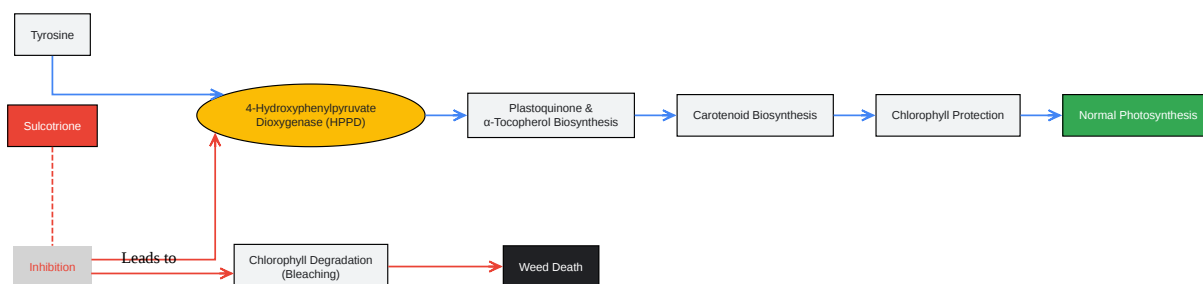 Tyrosine
4-Hydroxyphenylpyruvate
Dioxygenase (HPPD)
Plastoquinone &
α-Tocopherol Biosynthesis
Carotenoid Biosynthesis
Chlorophyll Protection
Normal Photosynthesis
Sulcotrione
Inhibition
Leads to
Chlorophyll Degradation
(Bleaching)
Weed Death